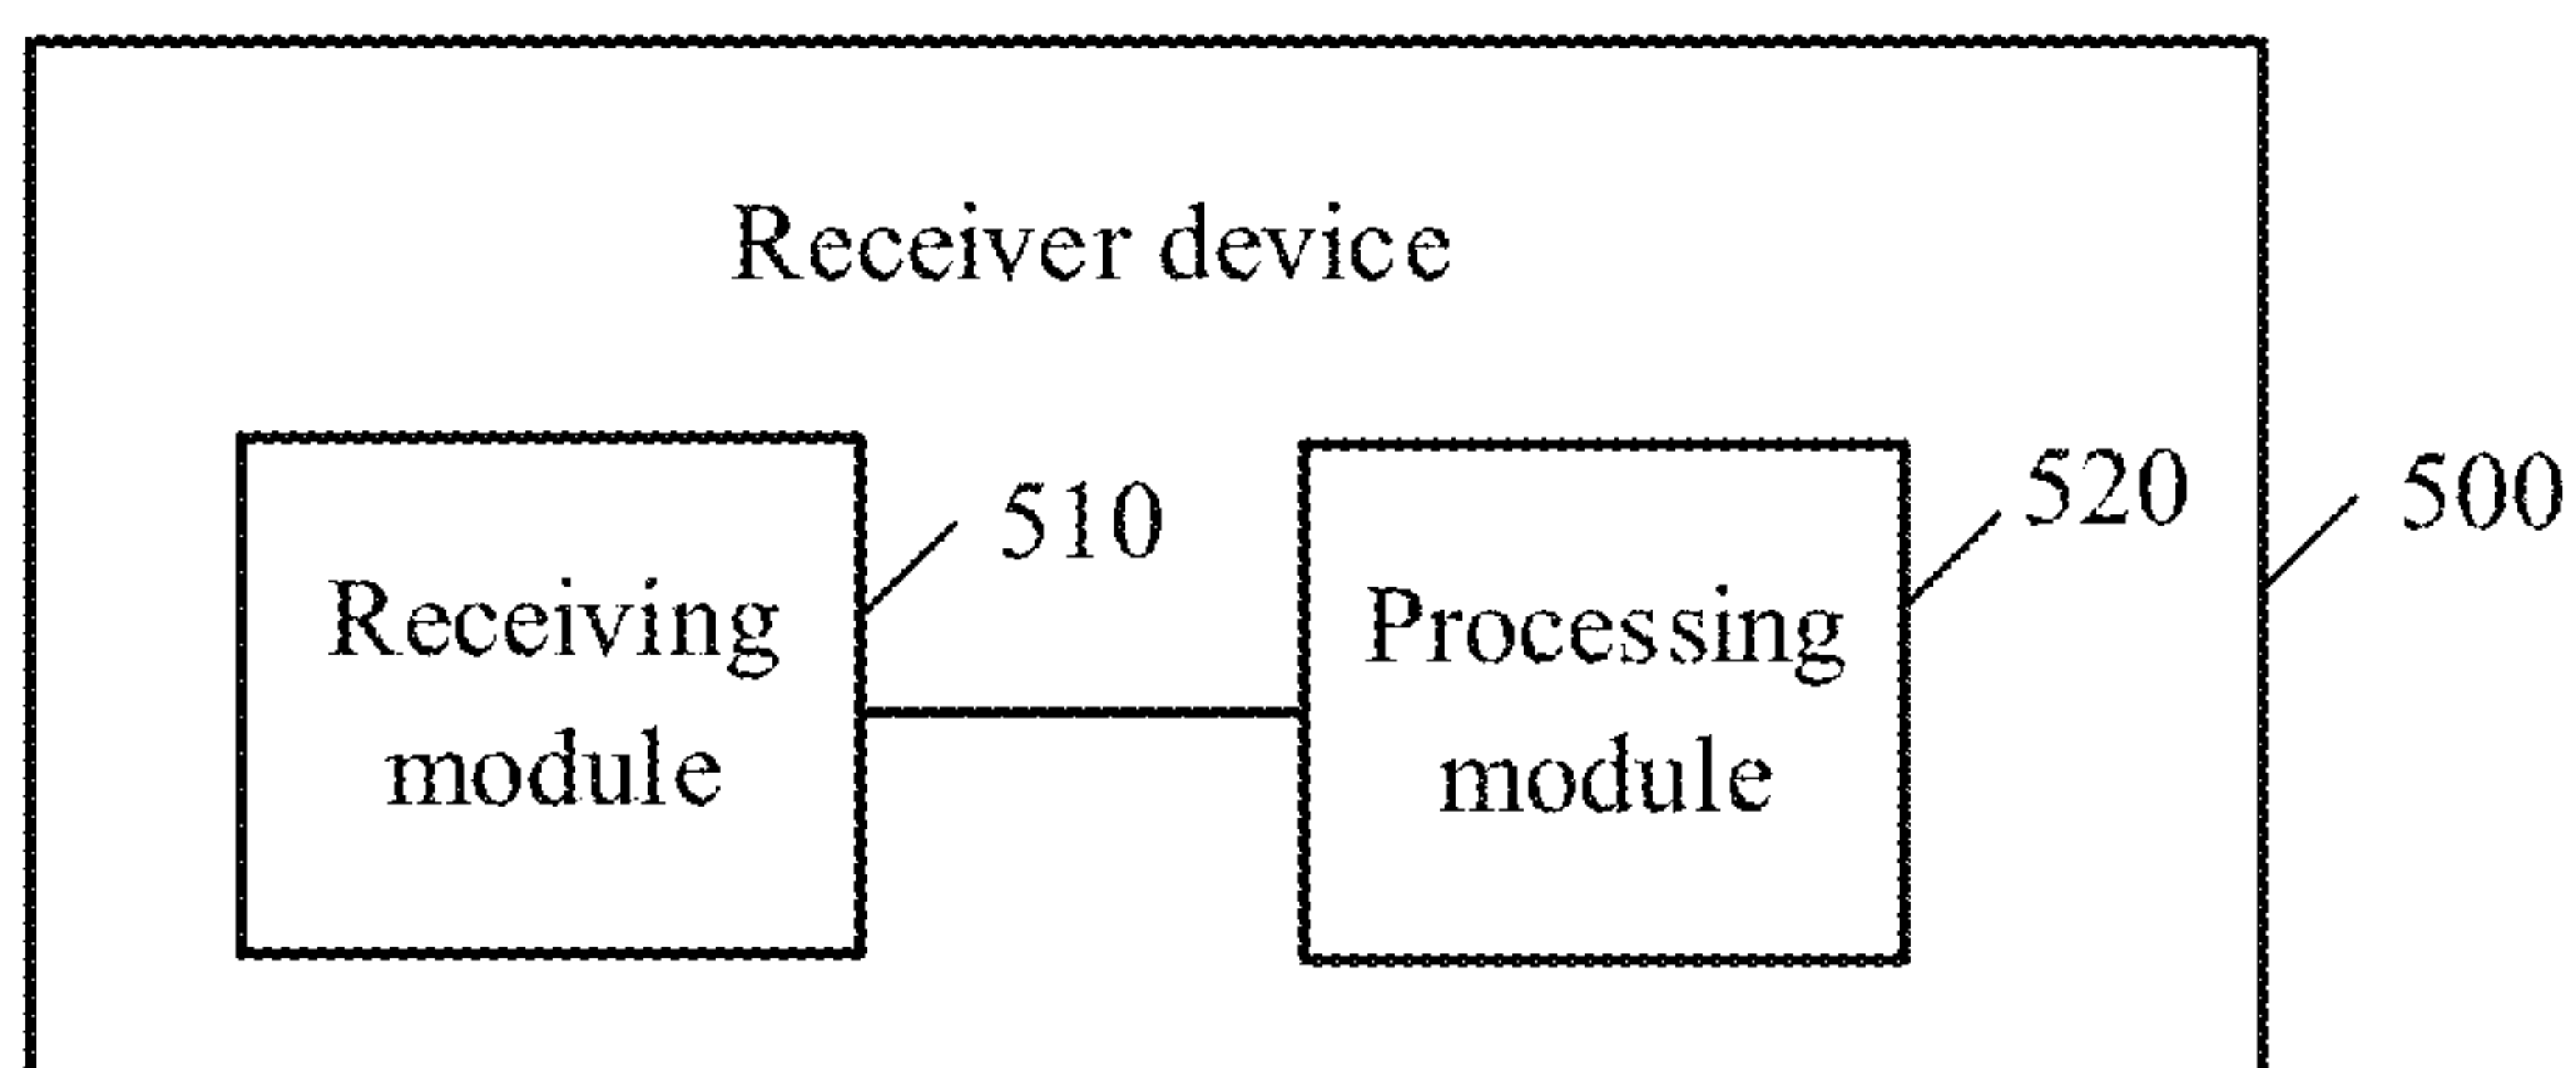 Receiver device
510
520
500
Receiving
module
Processing
module